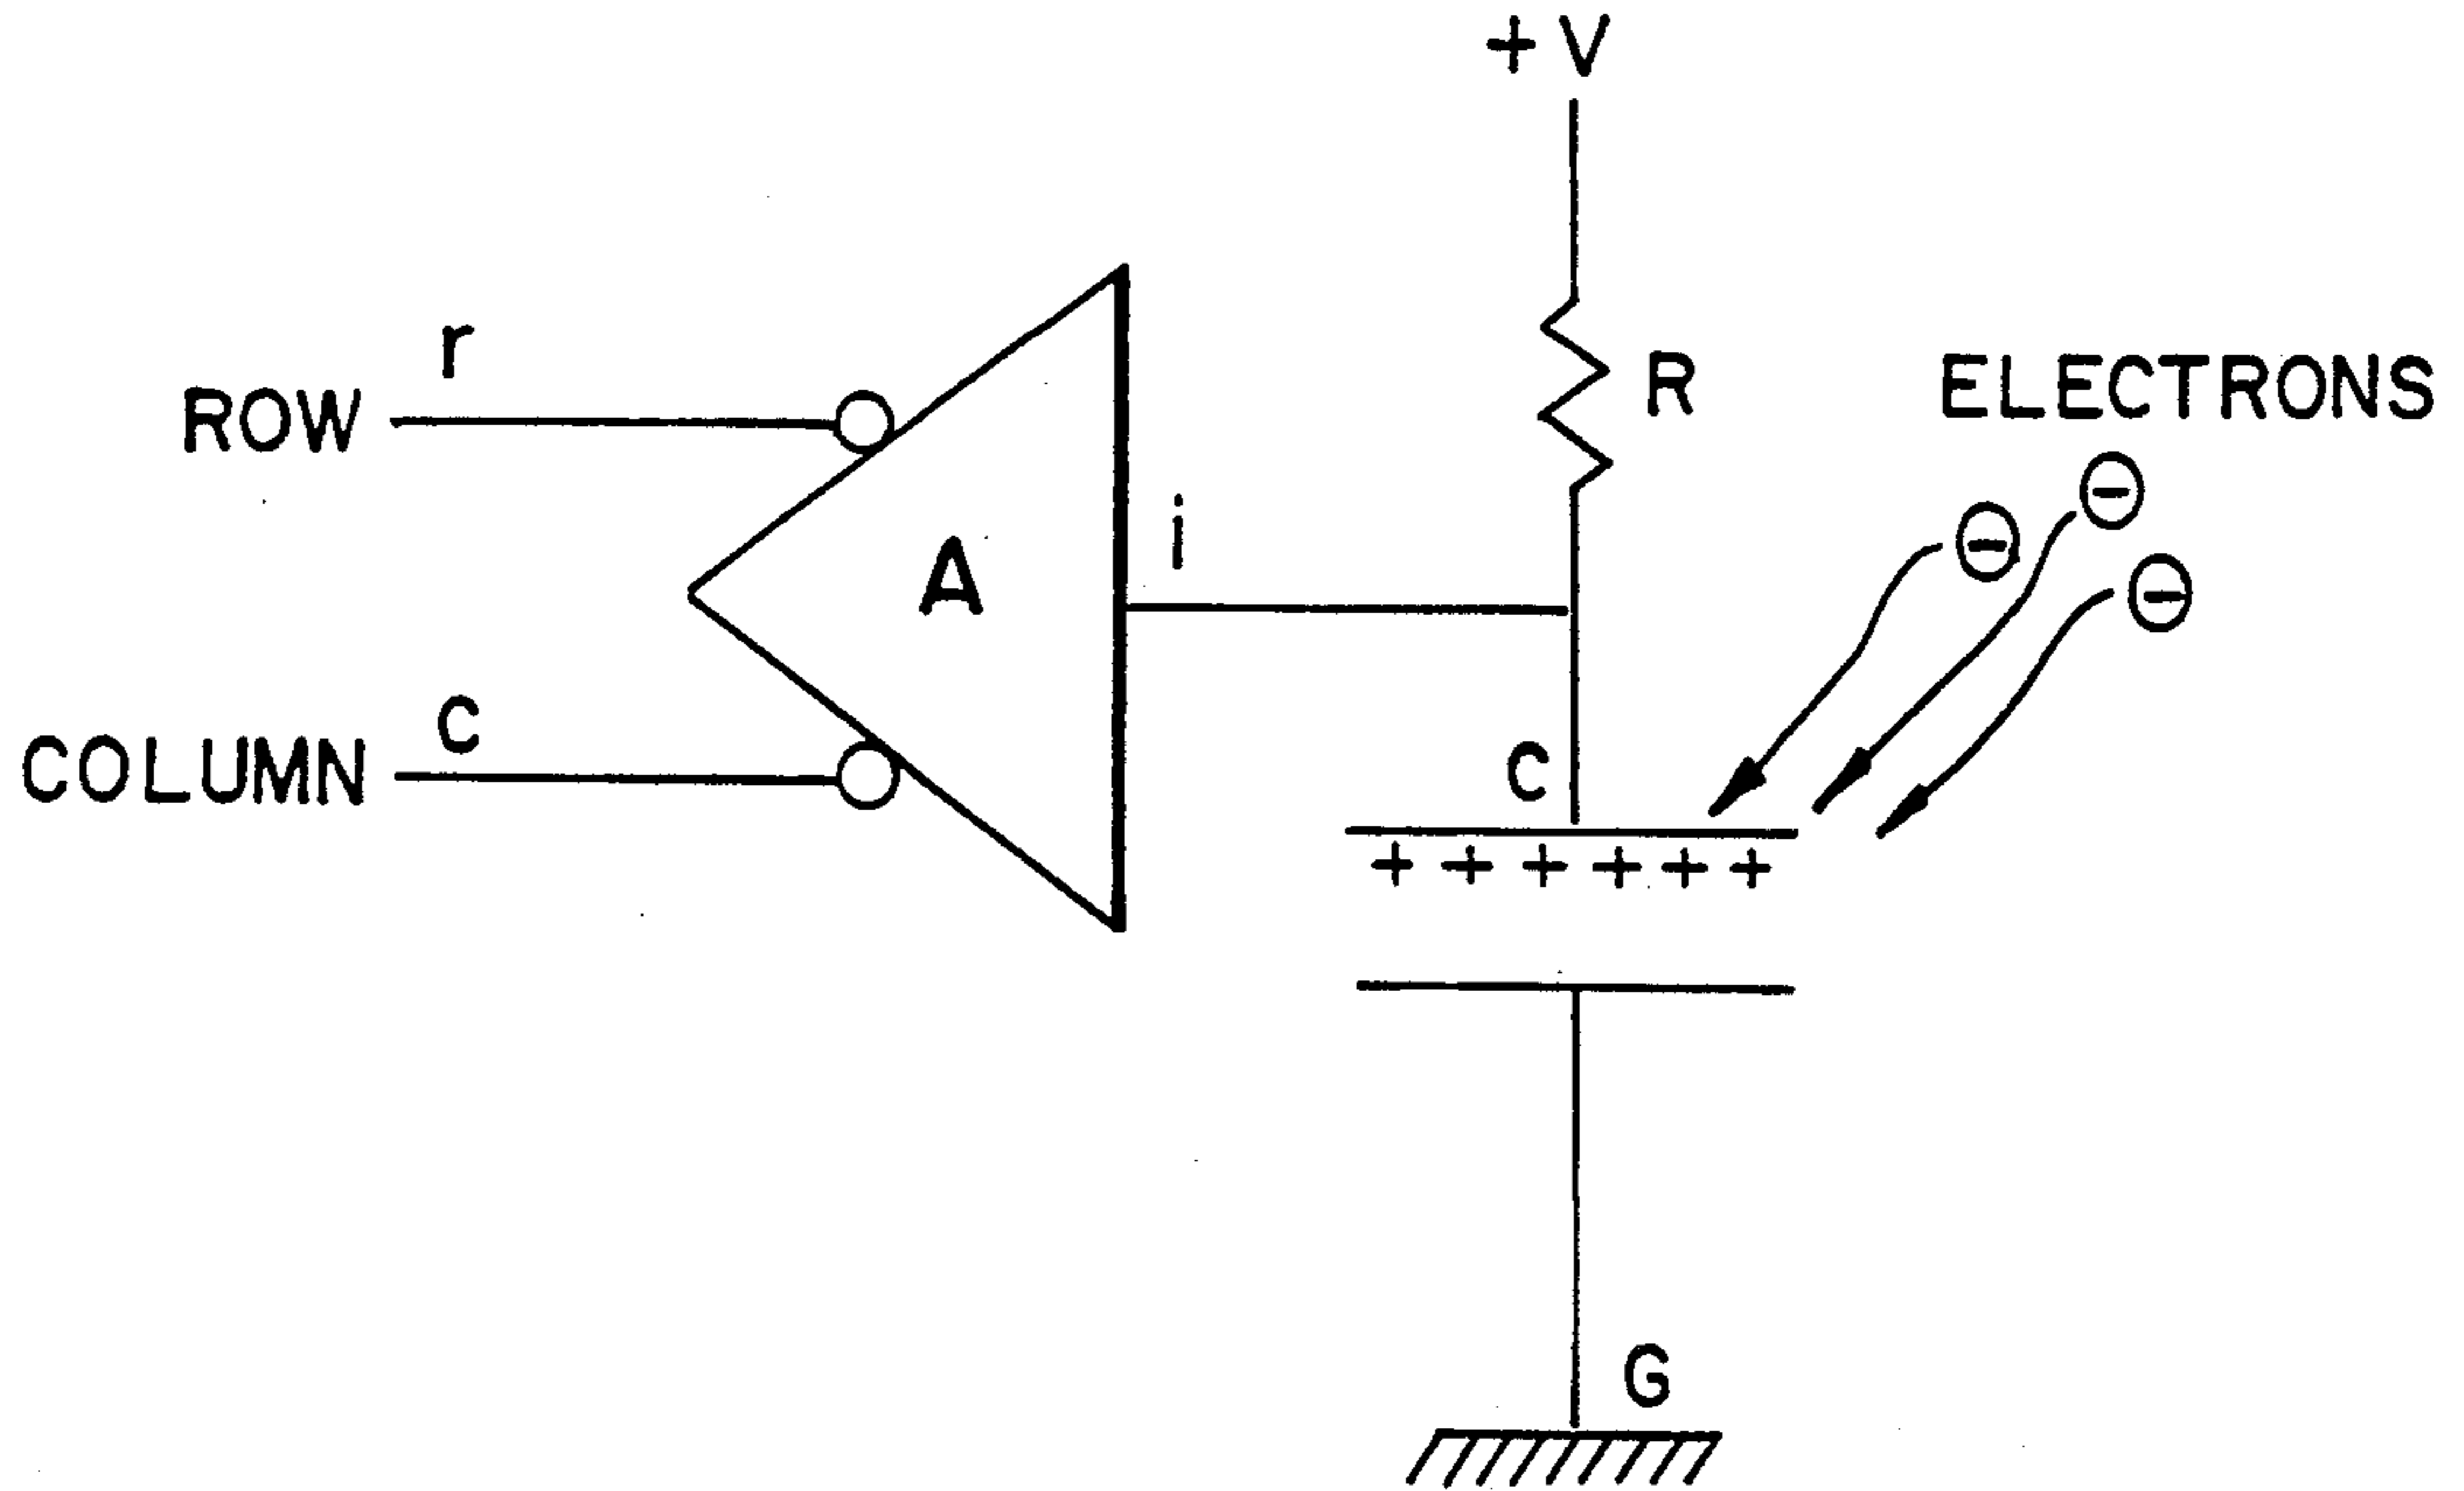 +V
r
ROW
R
ELECTRONS
⊖
⊖
⊖
i
A
C
COLUMN
C
+ + + + + +
G